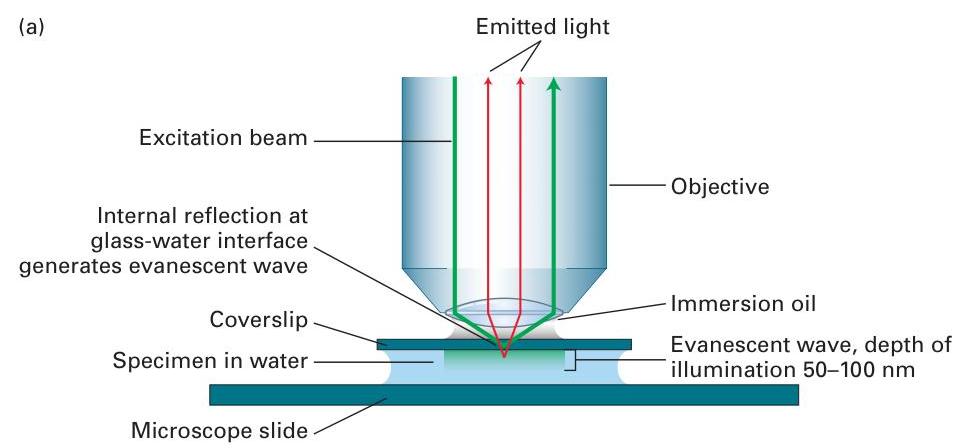 (a)
Emitted light
Excitation beam
Objective
Internal reflection at
glass-water interface
generates evanescent wave
Immersion oil
Coverslip
Evanescent wave, depth of
illumination 50–100 nm
Specimen in water
Microscope slide